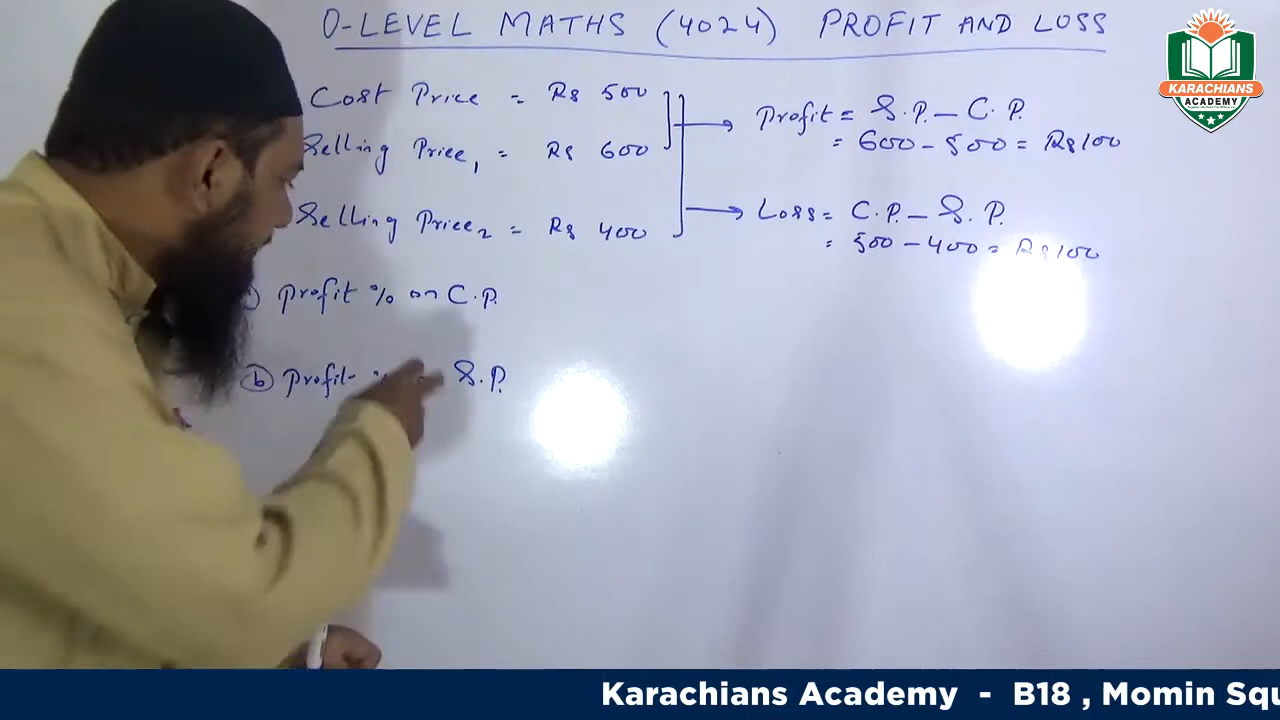 O-LEVEL MATHS (4024) PROFIT AND LOSS
Cost Price = Rs 500
Selling Price1 = Rs 600
Selling Price2 = Rs 400
Profit = S.P. - C.P.
= 600 - 500 = Rs 100
Loss = C.P. - S.P.
= 500 - 400 = Rs 100
) Profit % on C.P.
(b) Profit S.P.
KARACHIANS
ACADEMY
Karachians Academy - B18 , Momin Squ